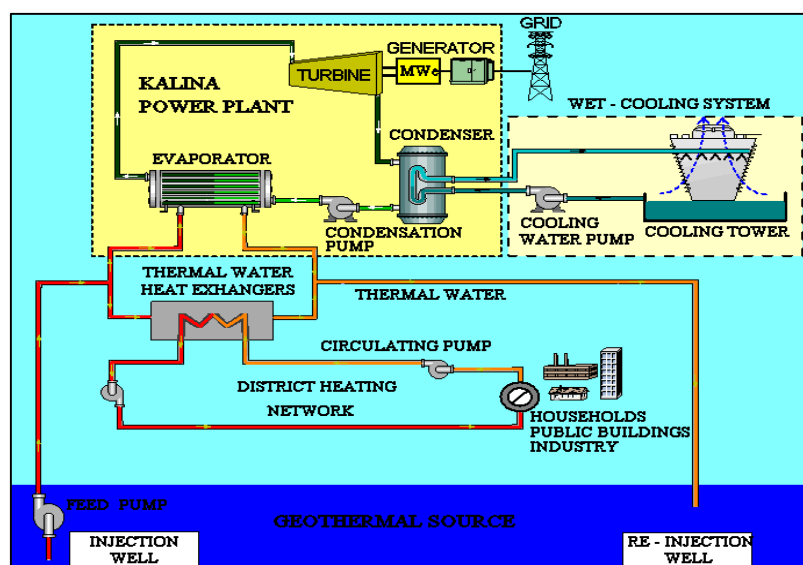 GRID
GENERATOR
TURBINE
MWe
KALINA
POWER PLANT
WET - COOLING SYSTEM
CONDENSER
EVAPORATOR
CONDENSATION
PUMP
COOLING
WATER PUMP
COOLING TOWER
THERMAL WATER
HEAT EXHANGERS
THERMAL WATER
CIRCULATING PUMP
DISTRICT HEATING
NETWORK
HOUSEHOLDS
PUBLIC BUILDINGS
INDUSTRY
FEED PUMP
GEOTHERMAL SOURCE
INJECTION
WELL
RE - INJECTION
WELL